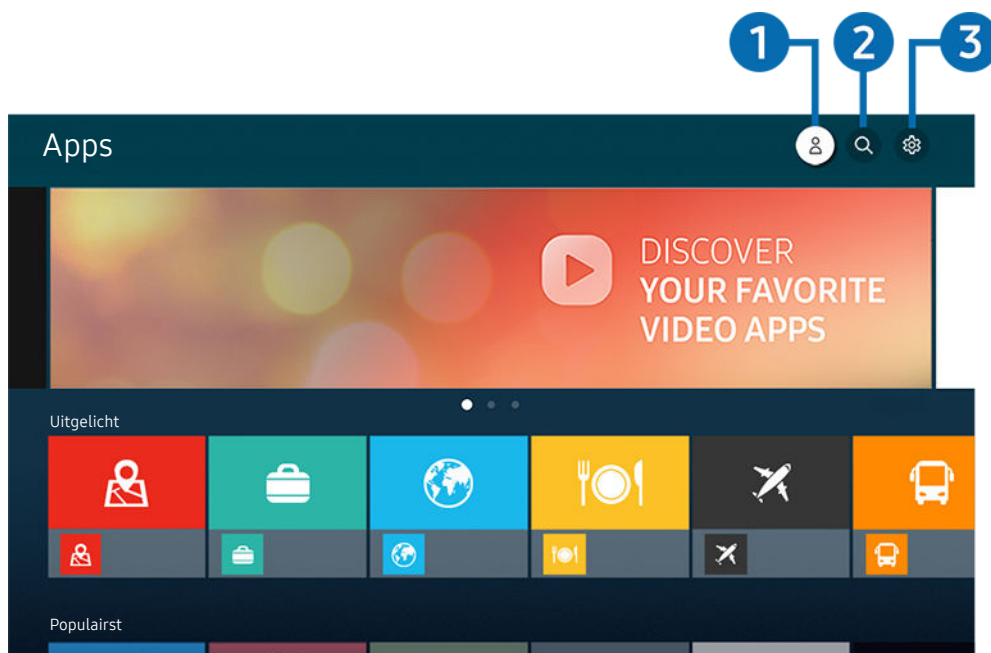 1 2 3
Apps
DISCOVER
YOUR FAVORITE
VIDEO APPS
Uitgelicht
Populairst